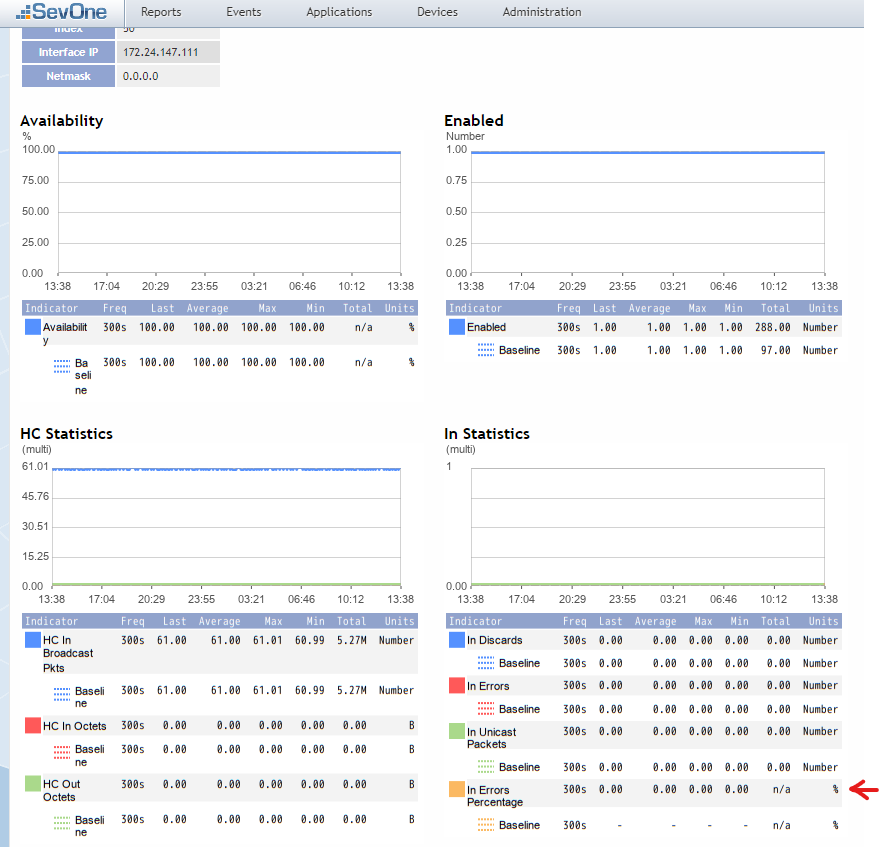 SevOne Reports Events Applications Devices Administration
Index 50
Interface IP 172.24.147.111
Netmask 0.0.0.0
Availability
%
100.00
75.00
50.00
25.00
0.00
13:38 17:04 20:29 23:55 03:21 06:46 10:12 13:38
Indicator Freq Last Average Max Min Total Units
Availabilit 300s 100.00 100.00 100.00 100.00 n/a %
y
Ba 300s 100.00 100.00 100.00 100.00 n/a %
seli
ne
Enabled
Number
1.00
0.75
0.50
0.25
0.00
13:38 17:04 20:29 23:55 03:21 06:46 10:12 13:38
Indicator Freq Last Average Max Min Total Units
Enabled 300s 1.00 1.00 1.00 1.00 288.00 Number
Baseline 300s 1.00 1.00 1.00 1.00 97.00 Number
HC Statistics
(multi)
61.01
45.76
30.51
15.25
0.00
13:38 17:04 20:29 23:55 03:21 06:46 10:12 13:38
Indicator Freq Last Average Max Min Total Units
HC In 300s 61.00 61.00 61.01 60.99 5.27M Number
Broadcast
Pkts
Baseli 300s 61.00 61.00 61.01 60.99 5.27M Number
ne
HC In Octets 300s 0.00 0.00 0.00 0.00 0.00 B
Baseli 300s 0.00 0.00 0.00 0.00 0.00 B
ne
HC Out 300s 0.00 0.00 0.00 0.00 0.00 B
Octets
Baseli 300s 0.00 0.00 0.00 0.00 0.00 B
ne
In Statistics
(multi)
1
0.00
13:38 17:04 20:29 23:55 03:21 06:46 10:12 13:38
Indicator Freq Last Average Max Min Total Units
In Discards 300s 0.00 0.00 0.00 0.00 0.00 Number
Baseline 300s 0.00 0.00 0.00 0.00 0.00 Number
In Errors 300s 0.00 0.00 0.00 0.00 0.00 Number
Baseline 300s 0.00 0.00 0.00 0.00 0.00 Number
In Unicast 300s 0.00 0.00 0.00 0.00 0.00 Number
Packets
Baseline 300s 0.00 0.00 0.00 0.00 0.00 Number
In Errors 300s 0.00 0.00 0.00 0.00 n/a %
Percentage
Baseline 300s - - - - n/a %